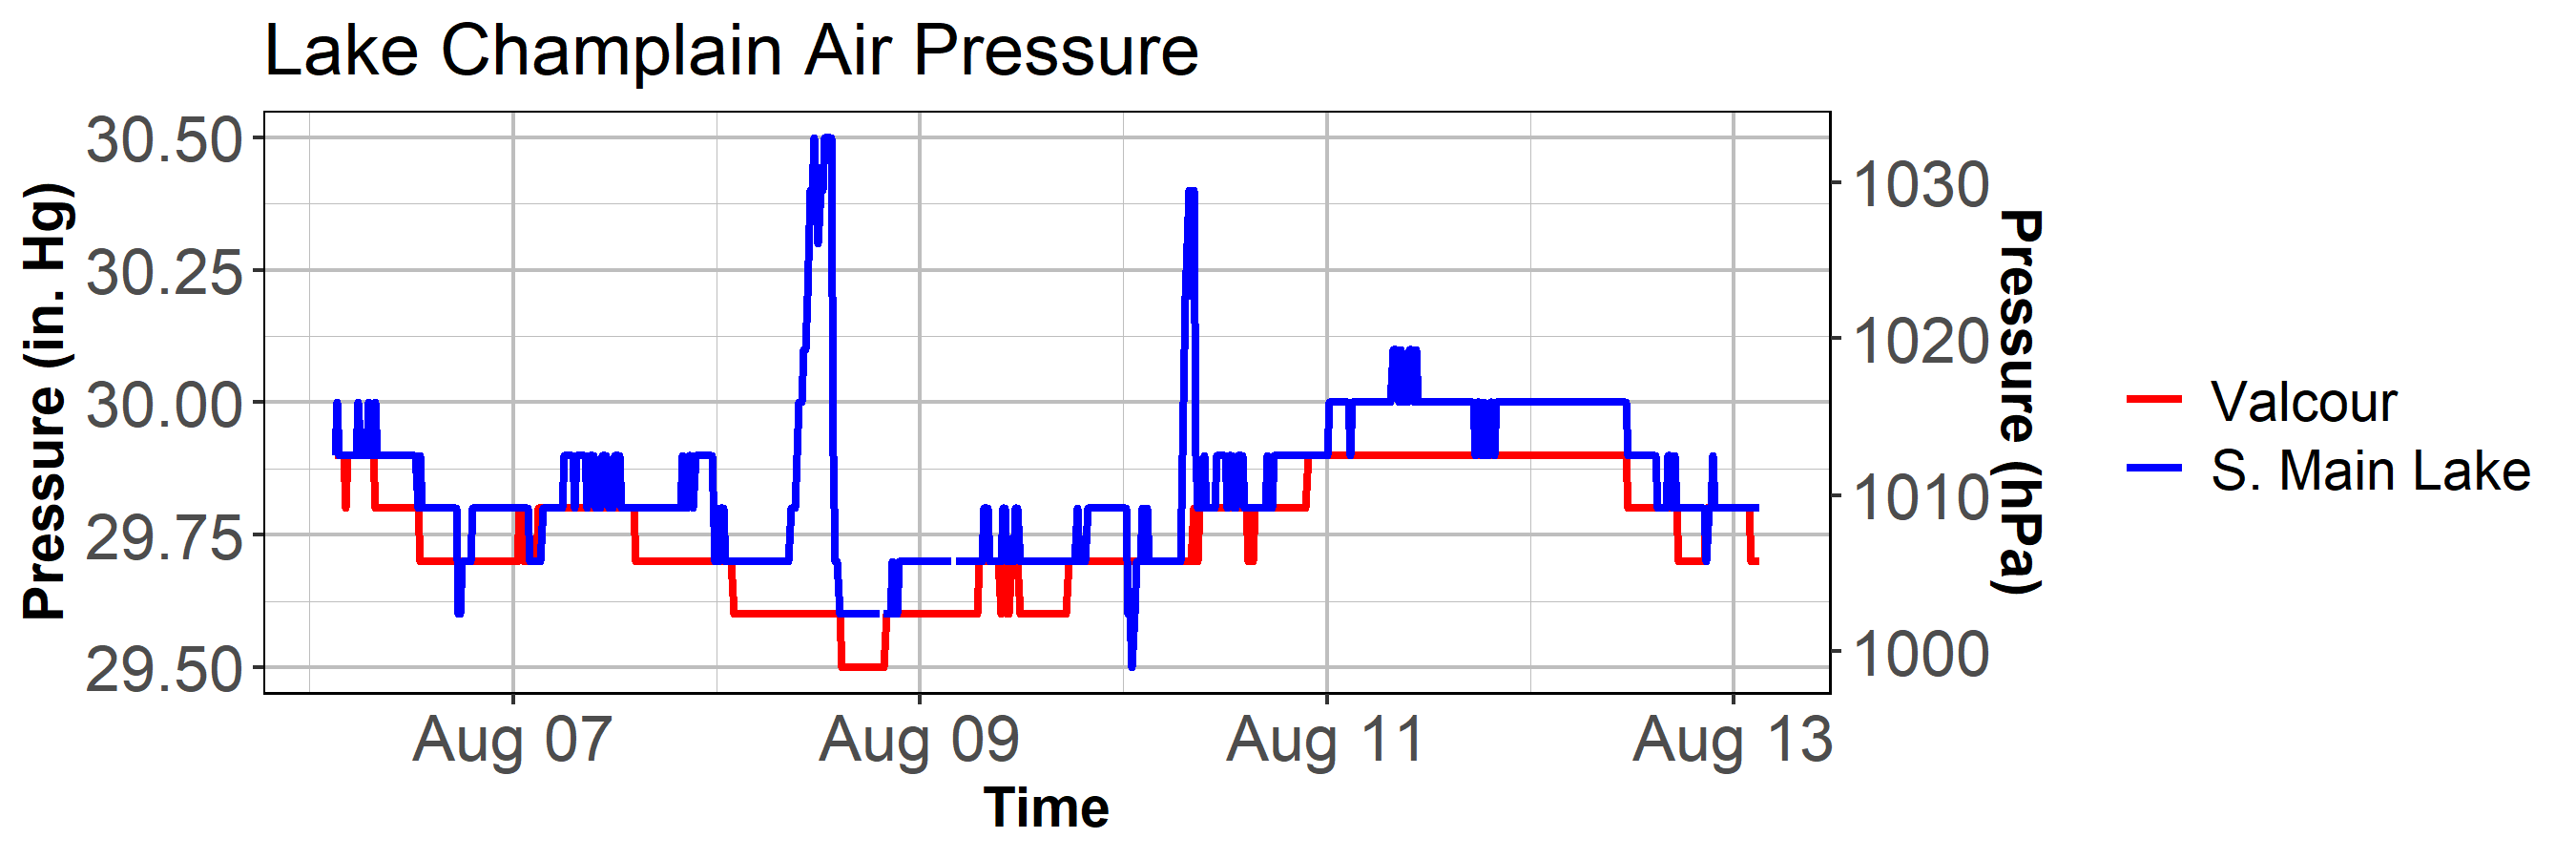 Lake Champlain Air Pressure
Pressure (in. Hg)
30.50
30.25
30.00
29.75
29.50
1030
1020
1010
1000
Pressure (hPa)
Aug 07
Aug 09
Aug 11
Aug 13
Time
Valcour
S. Main Lake